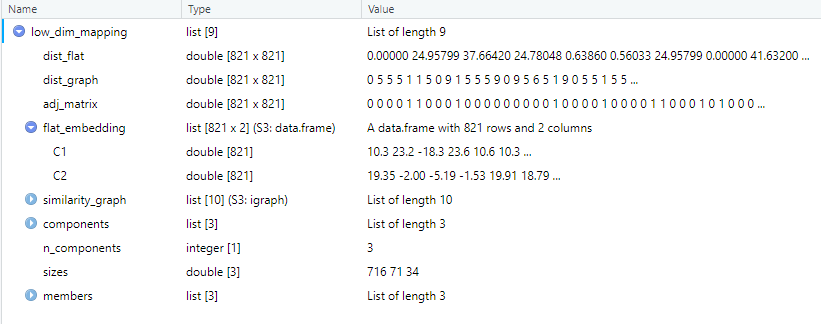 Name Type Value
low_dim_mapping list [9] List of length 9
dist_flat double [821 x 821] 0.00000 24.95799 37.66420 24.78048 0.63860 0.56033 24.95799 0.00000 41.63200 ...
dist_graph double [821 x 821] 0 5 5 5 1 1 5 0 9 1 5 5 5 9 0 9 5 6 5 1 9 0 5 5 1 5 5 ...
adj_matrix double [821 x 821] 0 0 0 0 1 1 0 0 0 1 0 0 0 0 0 0 0 0 0 1 0 0 0 0 1 0 0 0 0 1 1 0 0 0 1 0 1 0 0 0 ...
flat_embedding list [821 x 2] (S3: data.frame) A data.frame with 821 rows and 2 columns
C1 double [821] 10.3 23.2 -18.3 23.6 10.6 10.3 ...
C2 double [821] 19.35 -2.00 -5.19 -1.53 19.91 18.79 ...
similarity_graph list [10] (S3: igraph) List of length 10
components list [3] List of length 3
n_components integer [1] 3
sizes double [3] 716 71 34
members list [3] List of length 3